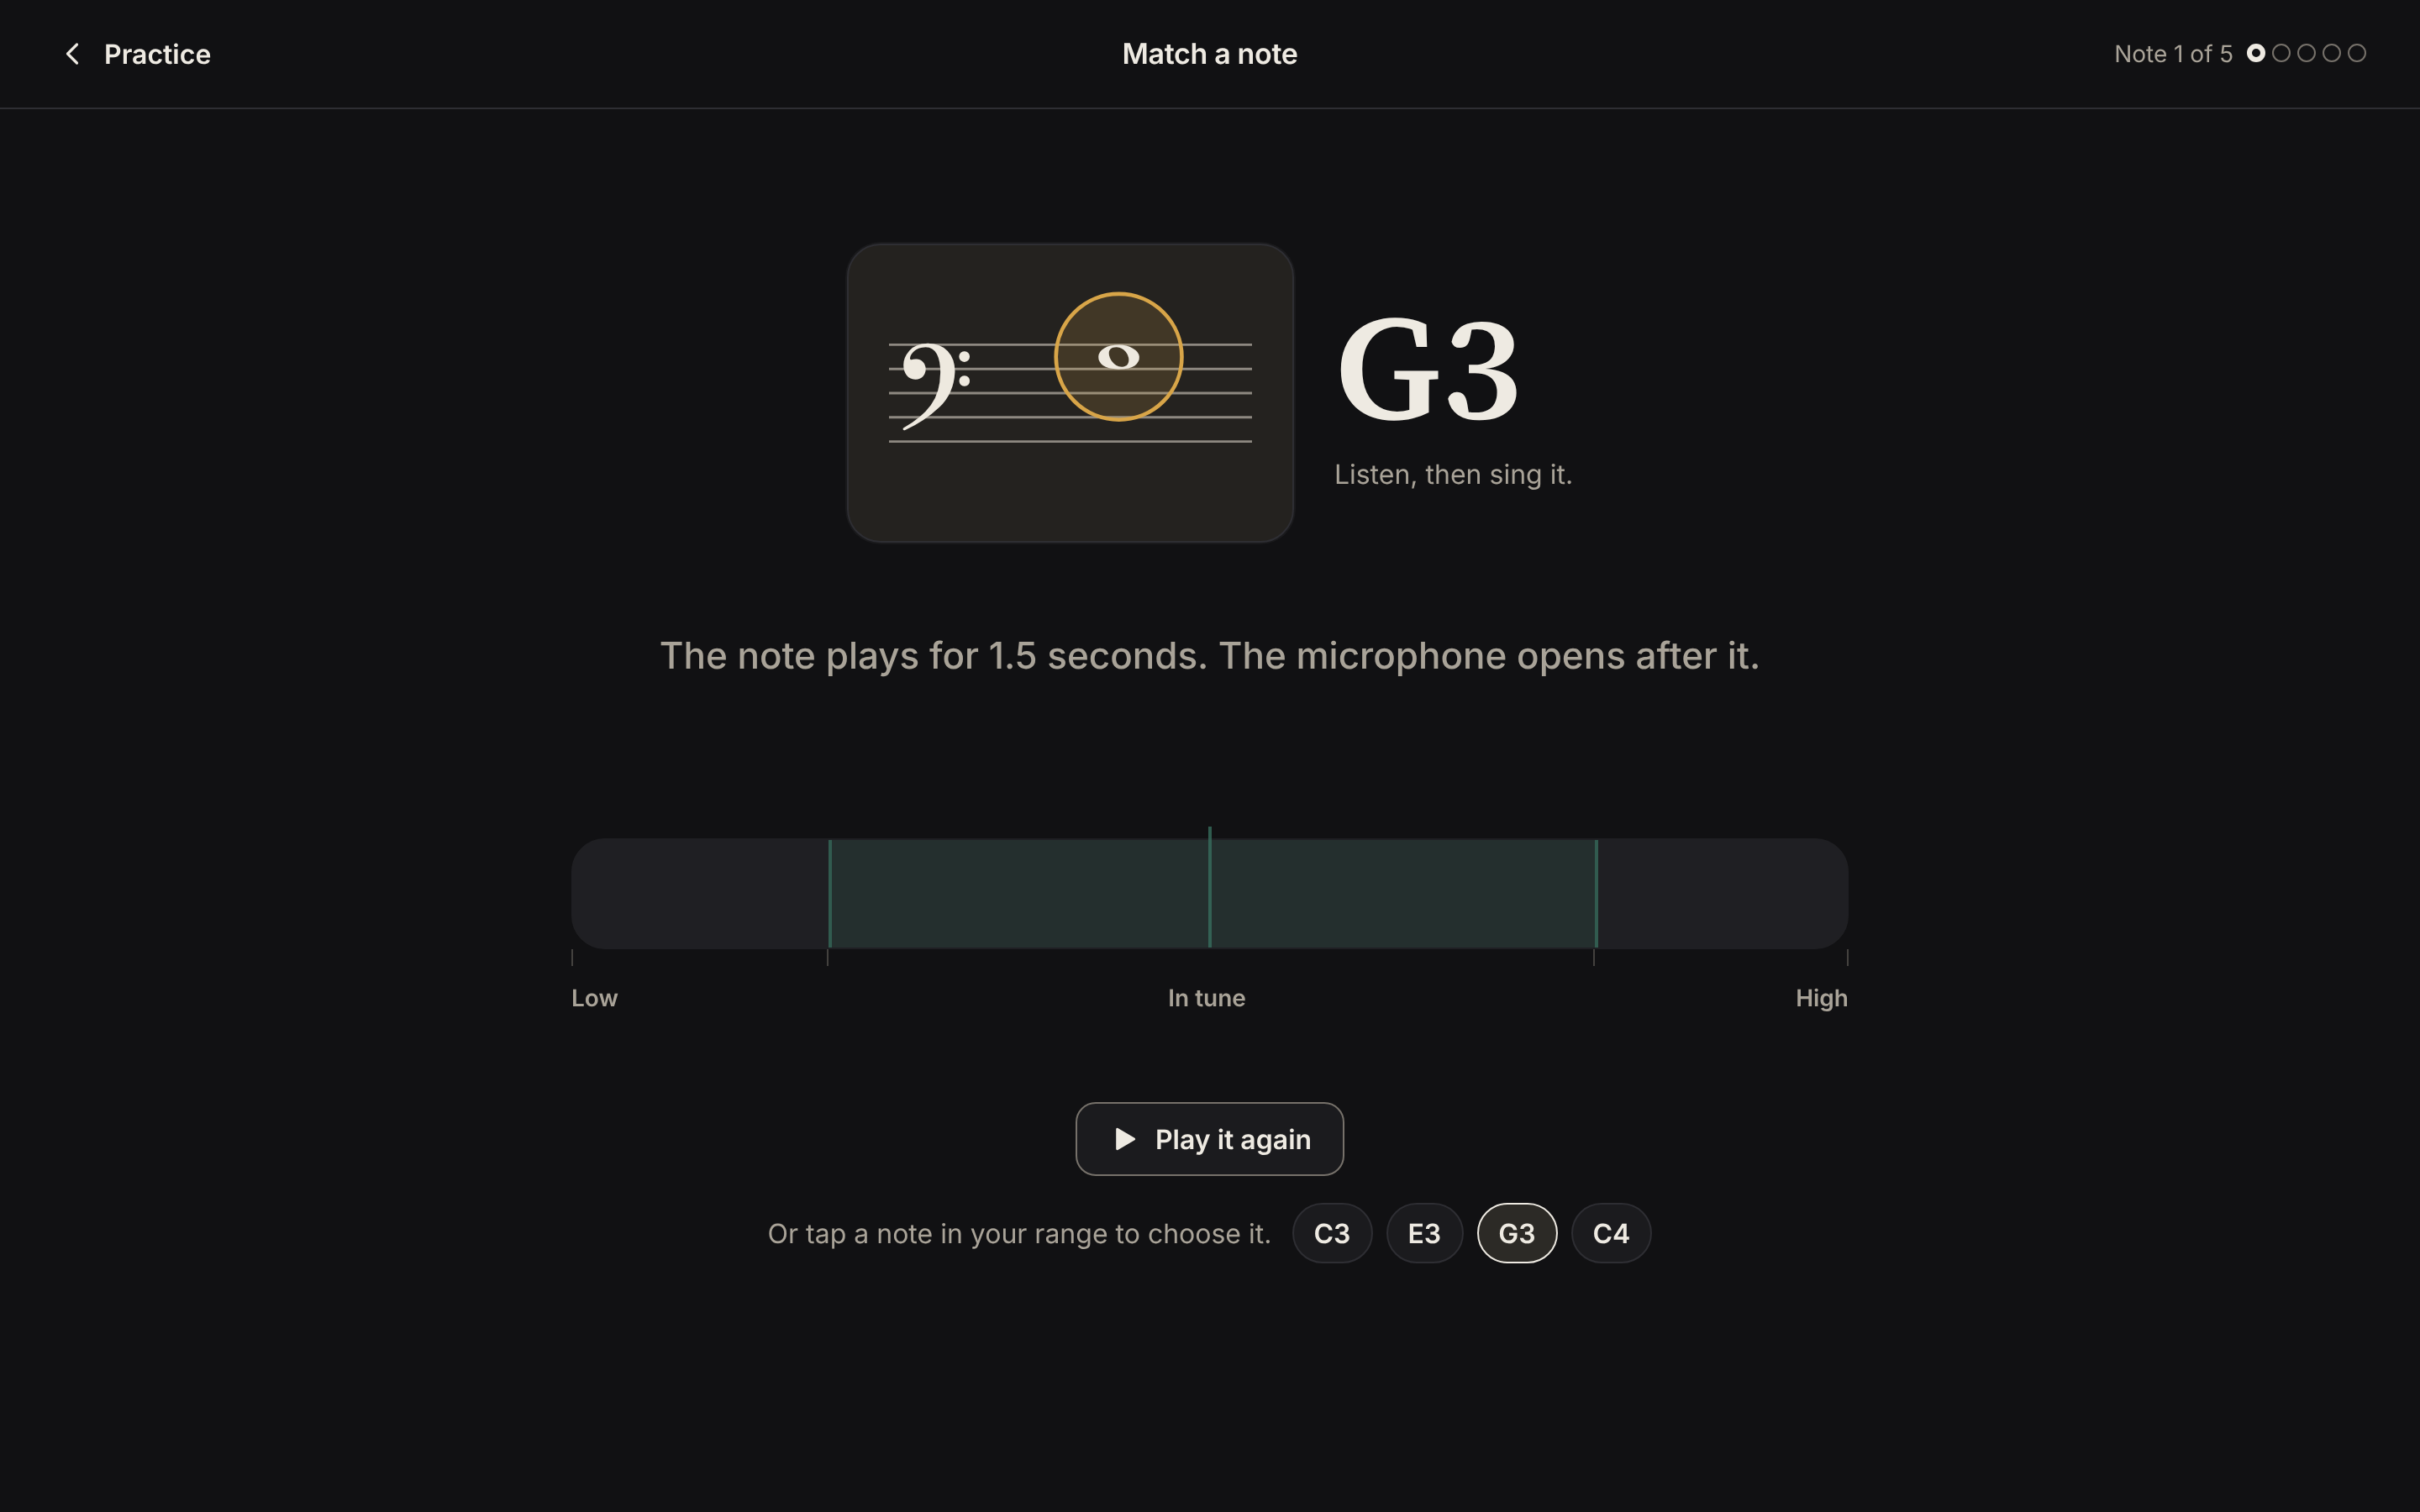 Practice
Match a note
Note 1 of 5
G3
Listen, then sing it.
The note plays for 1.5 seconds. The microphone opens after it.
Low
In tune
High
Play it again
Or tap a note in your range to choose it.
C3
E3
G3
C4